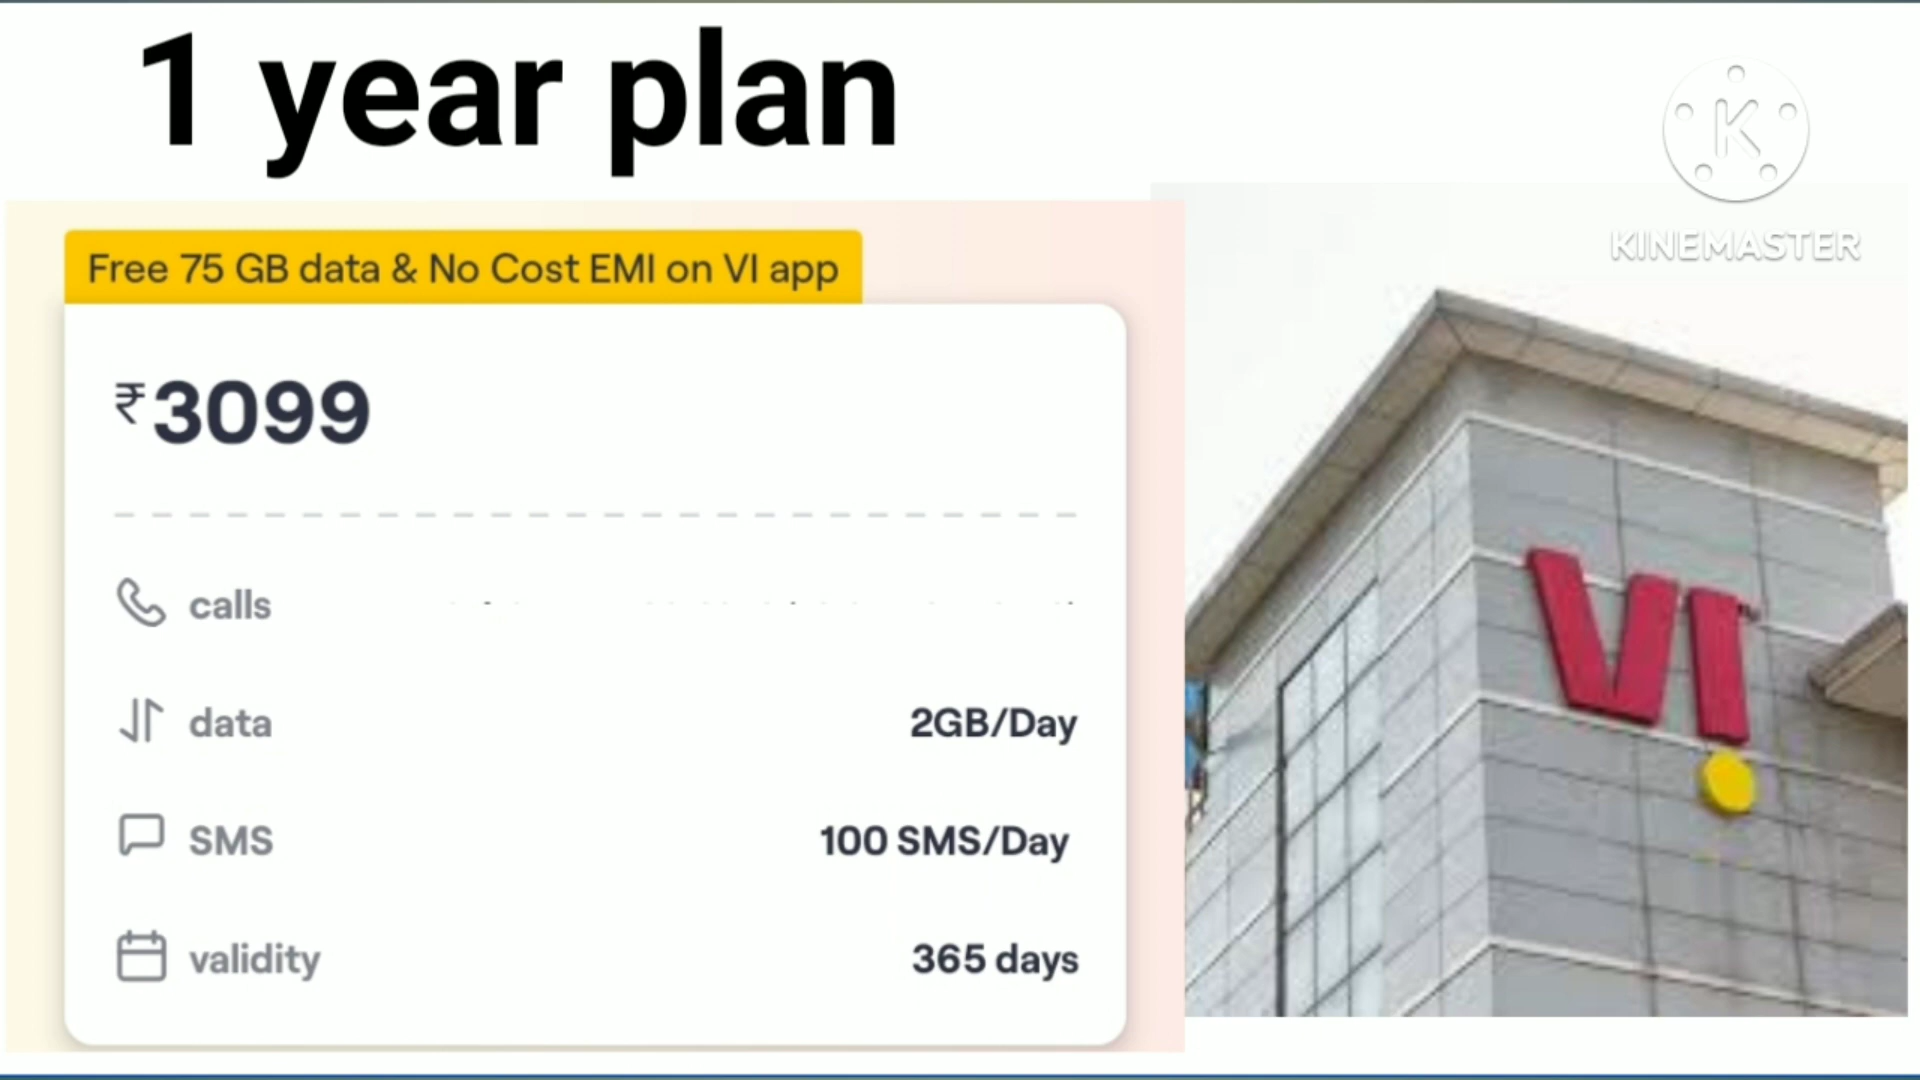 1 year plan
Free 75 GB data & No Cost EMI on VI app
₹3099
calls
data 2GB/Day
SMS 100 SMS/Day
validity 365 days
K
KINEMASTER
VI